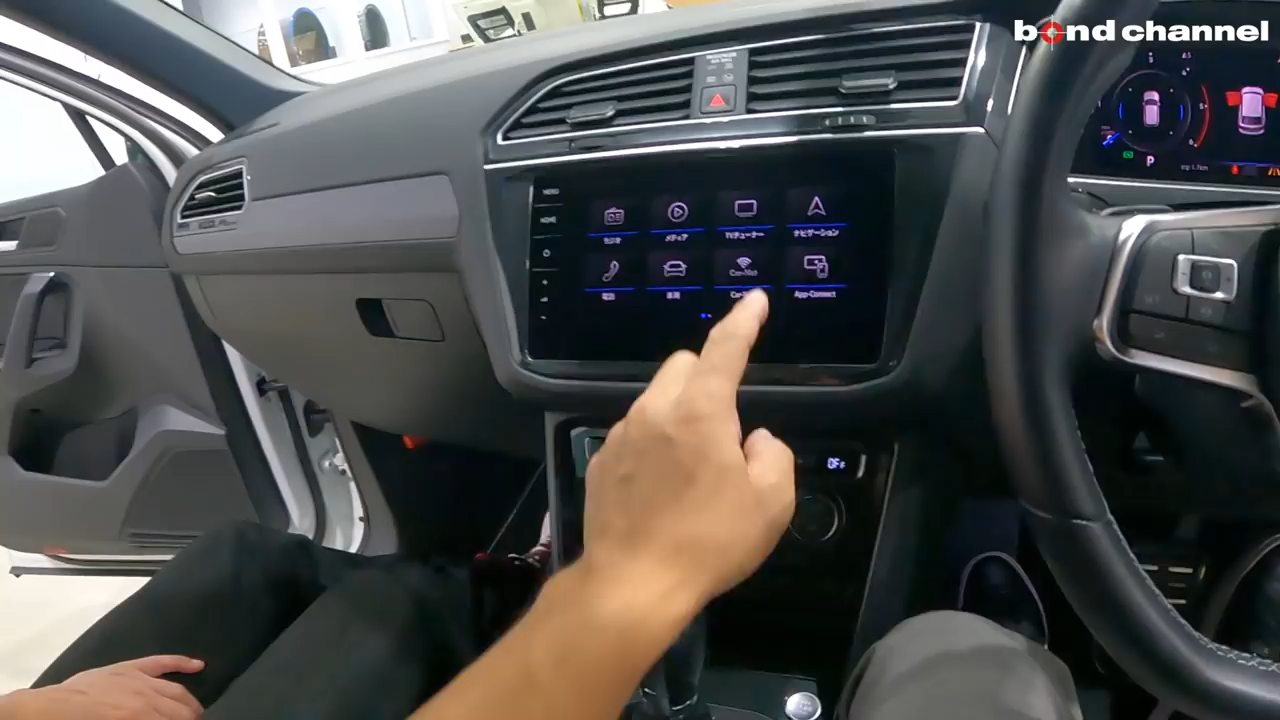 bond channel
MENU
HOME
ラジオ
メディア
TVチューナー
ナビゲーション
Car-Net
電話
車両
App-Connect
P
OFF